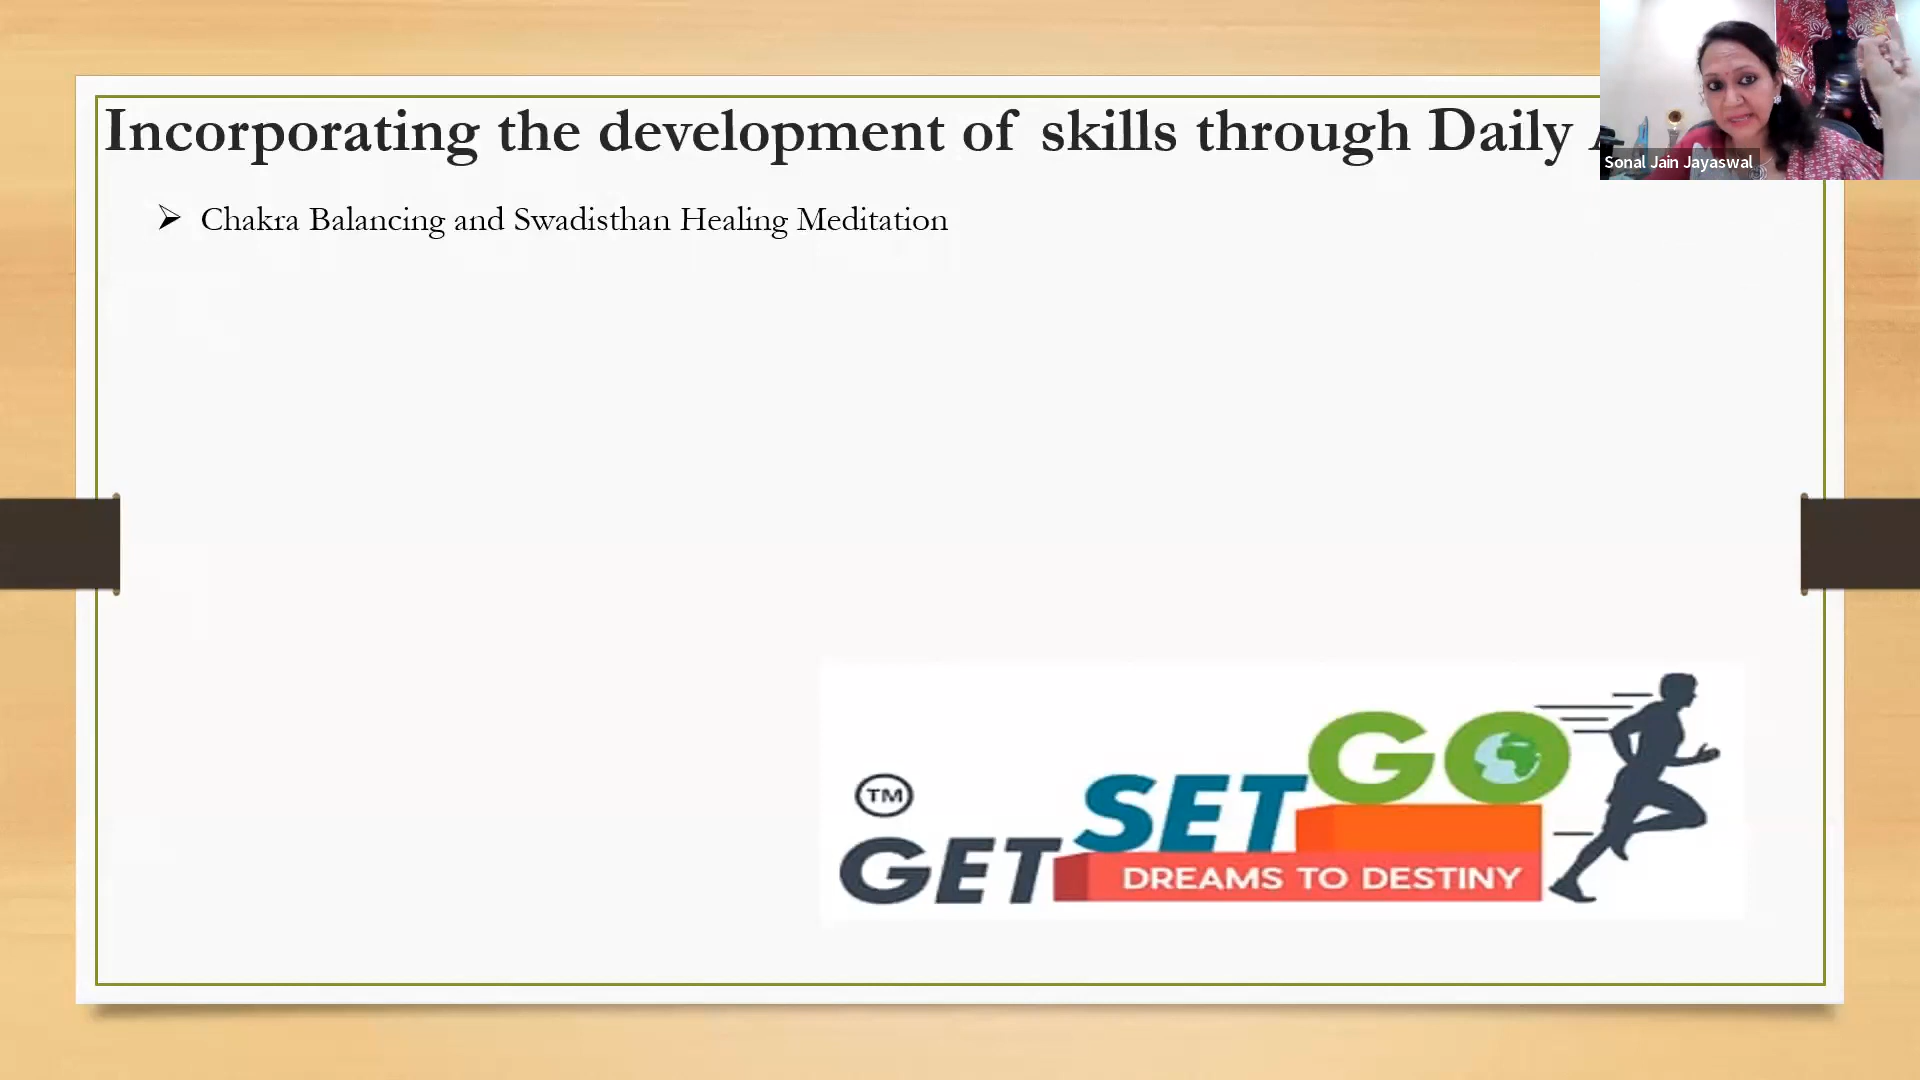 Incorporating the development of skills through Daily
Sonal Jain Jayaswal
➢ Chakra Balancing and Swadisthan Healing Meditation
TM
GET SET GO
DREAMS TO DESTINY